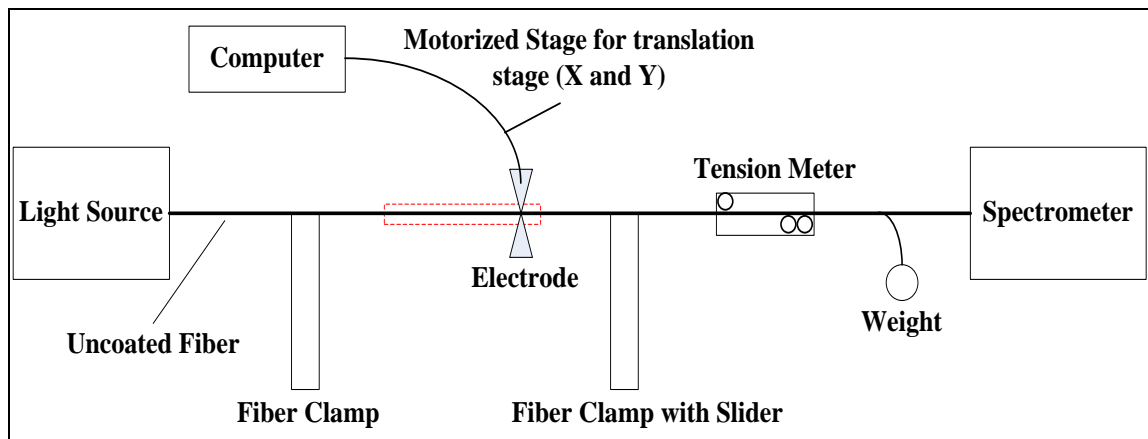 Motorized Stage for translation
stage (X and Y)
Computer
Light Source
Tension Meter
Spectrometer
Electrode
Uncoated Fiber
Weight
Fiber Clamp
Fiber Clamp with Slider